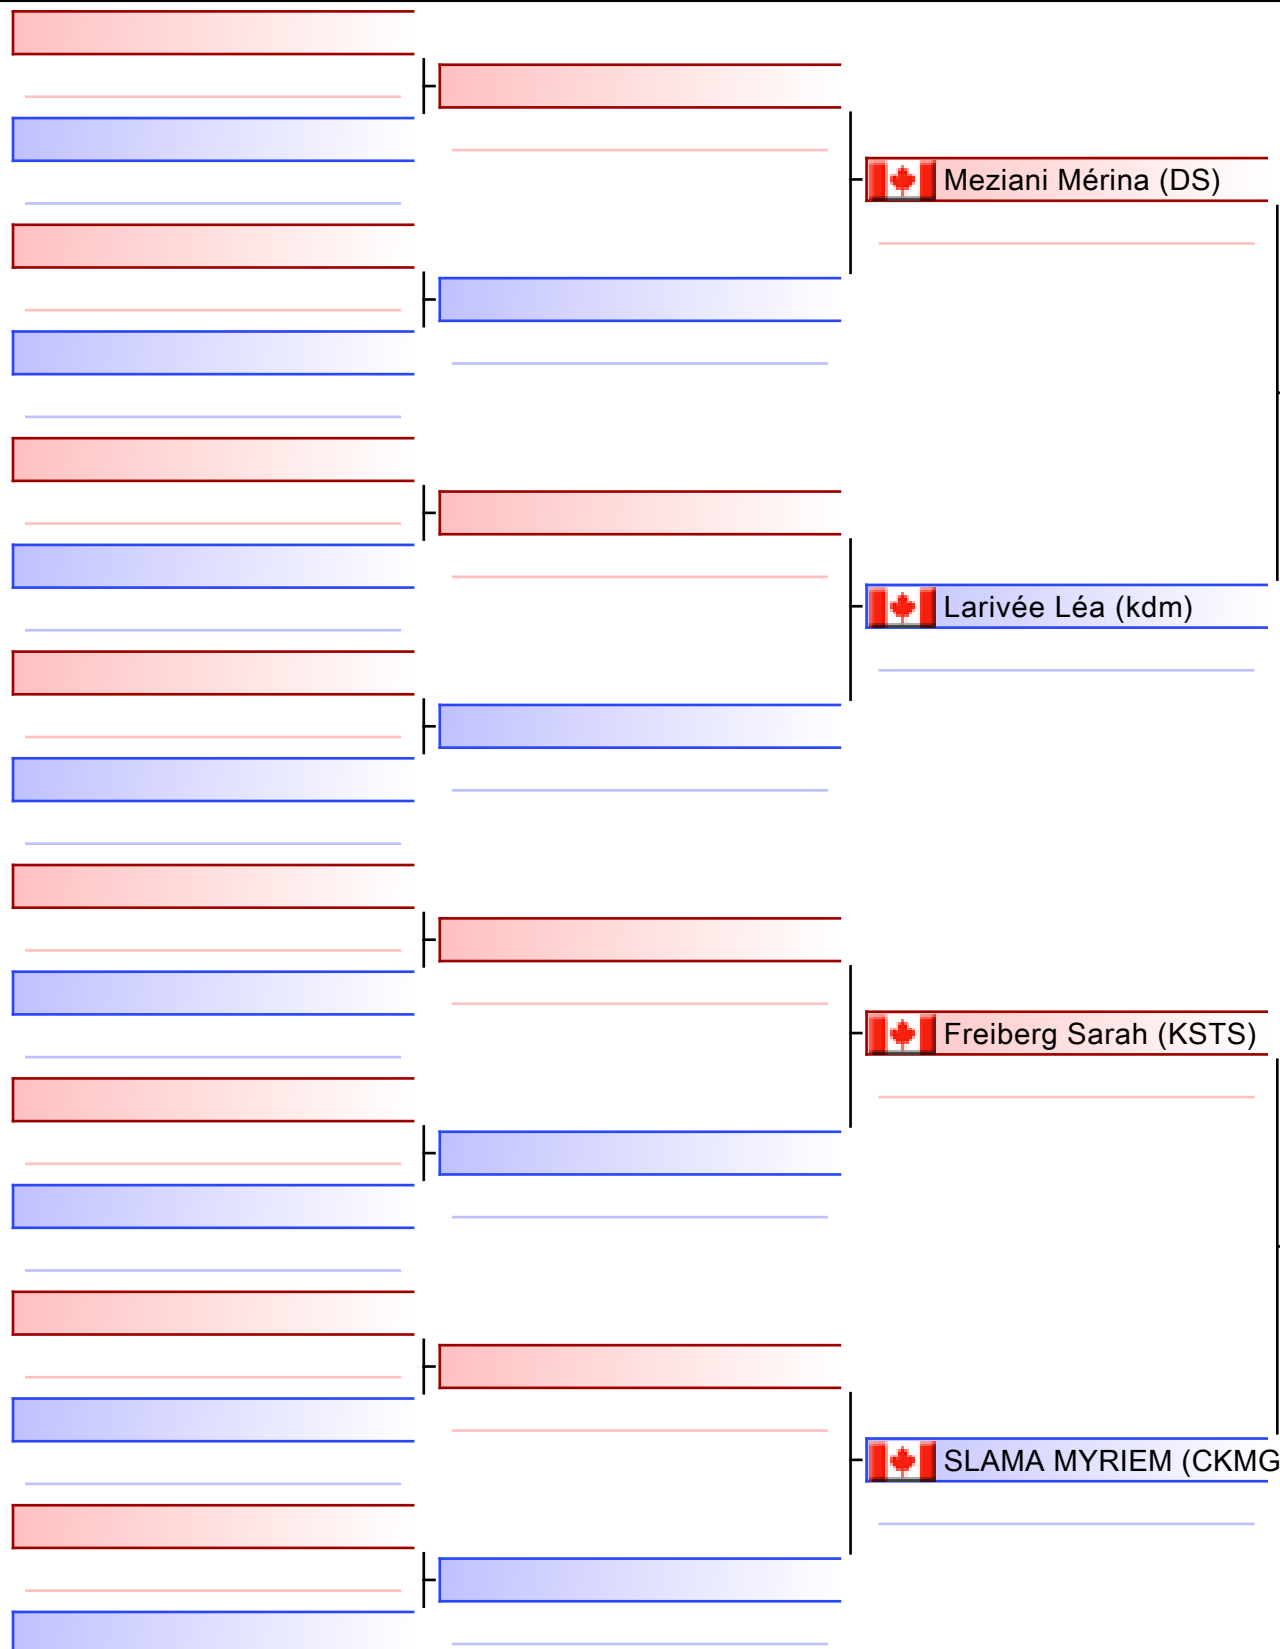 Meziani Mérina (DS)
Larivée Léa (kdm)
Freiberg Sarah (KSTS)
SLAMA MYRIEM (CKMG